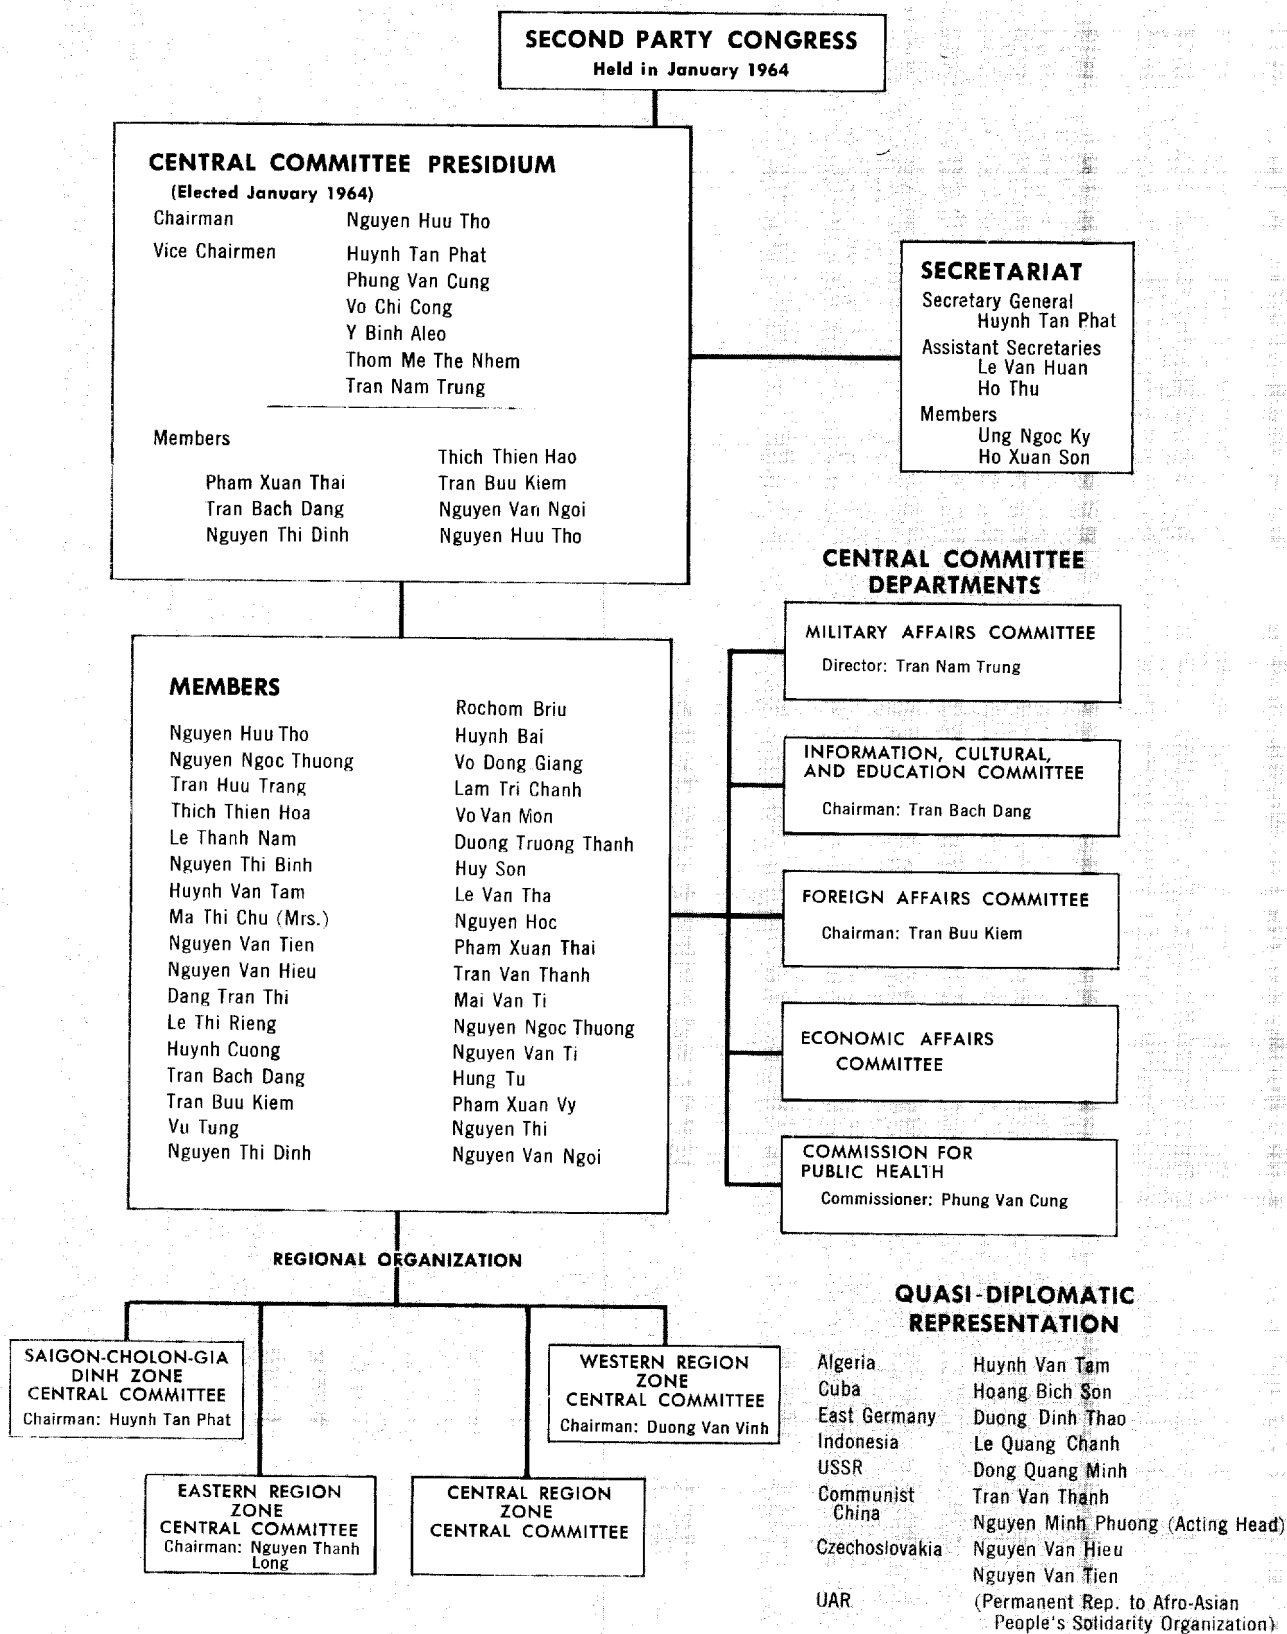 SECOND PARTY CONGRESS
Held in January 1964
CENTRAL COMMITTEE PRESIDIUM
(Elected January 1964)
Chairman Nguyen Huu Tho
Vice Chairmen Huynh Tan Phat
Phung Van Cung
Vo Chi Cong
Y Binh Aleo
Thom Me The Nhem
Tran Nam Trung
Members
Pham Xuan Thai
Tran Bach Dang
Nguyen Thi Dinh
Thich Thien Hao
Tran Buu Kiem
Nguyen Van Ngoi
Nguyen Huu Tho
SECRETARIAT
Secretary General
Huynh Tan Phat
Assistant Secretaries
Le Van Huan
Ho Thu
Members
Ung Ngoc Ky
Ho Xuan Son
MEMBERS
Nguyen Huu Tho
Nguyen Ngoc Thuong
Tran Huu Trang
Thich Thien Hoa
Le Thanh Nam
Nguyen Thi Binh
Huynh Van Tam
Ma Thi Chu (Mrs.)
Nguyen Van Tien
Nguyen Van Hieu
Dang Tran Thi
Le Thi Rieng
Huynh Cuong
Tran Bach Dang
Tran Buu Kiem
Vu Tung
Nguyen Thi Dinh
Rochom Briu
Huynh Bai
Vo Dong Giang
Lam Tri Chanh
Vo Van Mon
Duong Truong Thanh
Huy Son
Le Van Tha
Nguyen Hoc
Pham Xuan Thai
Tran Van Thanh
Mai Van Ti
Nguyen Ngoc Thuong
Nguyen Van Ti
Hung Tu
Pham Xuan Vy
Nguyen Thi
Nguyen Van Ngoi
CENTRAL COMMITTEE
DEPARTMENTS
MILITARY AFFAIRS COMMITTEE
Director: Tran Nam Trung
INFORMATION, CULTURAL,
AND EDUCATION COMMITTEE
Chairman: Tran Bach Dang
FOREIGN AFFAIRS COMMITTEE
Chairman: Tran Buu Kiem
ECONOMIC AFFAIRS
COMMITTEE
COMMISSION FOR
PUBLIC HEALTH
Commissioner: Phung Van Cung
REGIONAL ORGANIZATION
SAIGON-CHOLON-GIA
DINH ZONE
CENTRAL COMMITTEE
Chairman: Huynh Tan Phat
EASTERN REGION
ZONE
CENTRAL COMMITTEE
Chairman: Nguyen Thanh
Long
CENTRAL REGION
ZONE
CENTRAL COMMITTEE
WESTERN REGION
ZONE
CENTRAL COMMITTEE
Chairman: Duong Van Vinh
QUASI-DIPLOMATIC
REPRESENTATION
Algeria Huynh Van Tam
Cuba Hoang Bich Son
East Germany Duong Dinh Thao
Indonesia Le Quang Chanh
USSR Dong Quang Minh
Communist Tran Van Thanh
China
Nguyen Minh Phuong (Acting Head)
Czechoslovakia Nguyen Van Hieu
Nguyen Van Tien
UAR (Permanent Rep. to Afro-Asian
People's Solidarity Organization)